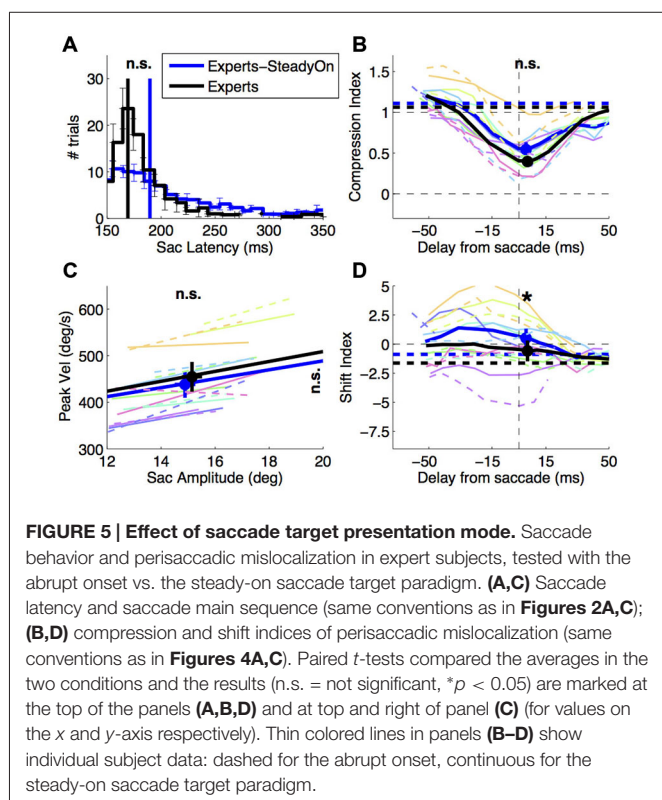 A
n.s.
Experts–SteadyOn
Experts
# trials
30
20
10
0
150 200 250 300 350
Sac Latency (ms)
B
n.s.
Compression Index
1.5
1
0.5
0
−50 −15 15 50
Delay from saccade (ms)
C
n.s.
n.s.
Peak Vel (deg/s)
600
500
400
300
12 14 16 18 20
Sac Amplitude (deg)
D
*
Shift Index
5
2.5
0
−2.5
−5
−7.5
−50 −15 15 50
Delay from saccade (ms)
FIGURE 5 | Effect of saccade target presentation mode. Saccade
behavior and perisaccadic mislocalization in expert subjects, tested with the
abrupt onset vs. the steady-on saccade target paradigm. (A,C) Saccade
latency and saccade main sequence (same conventions as in Figures 2A,C);
(B,D) compression and shift indices of perisaccadic mislocalization (same
conventions as in Figures 4A,C). Paired t-tests compared the averages in the
two conditions and the results (n.s. = not significant, *p < 0.05) are marked at
the top of the panels (A,B,D) and at top and right of panel (C) (for values on
the x and y-axis respectively). Thin colored lines in panels (B–D) show
individual subject data: dashed for the abrupt onset, continuous for the
steady-on saccade target paradigm.